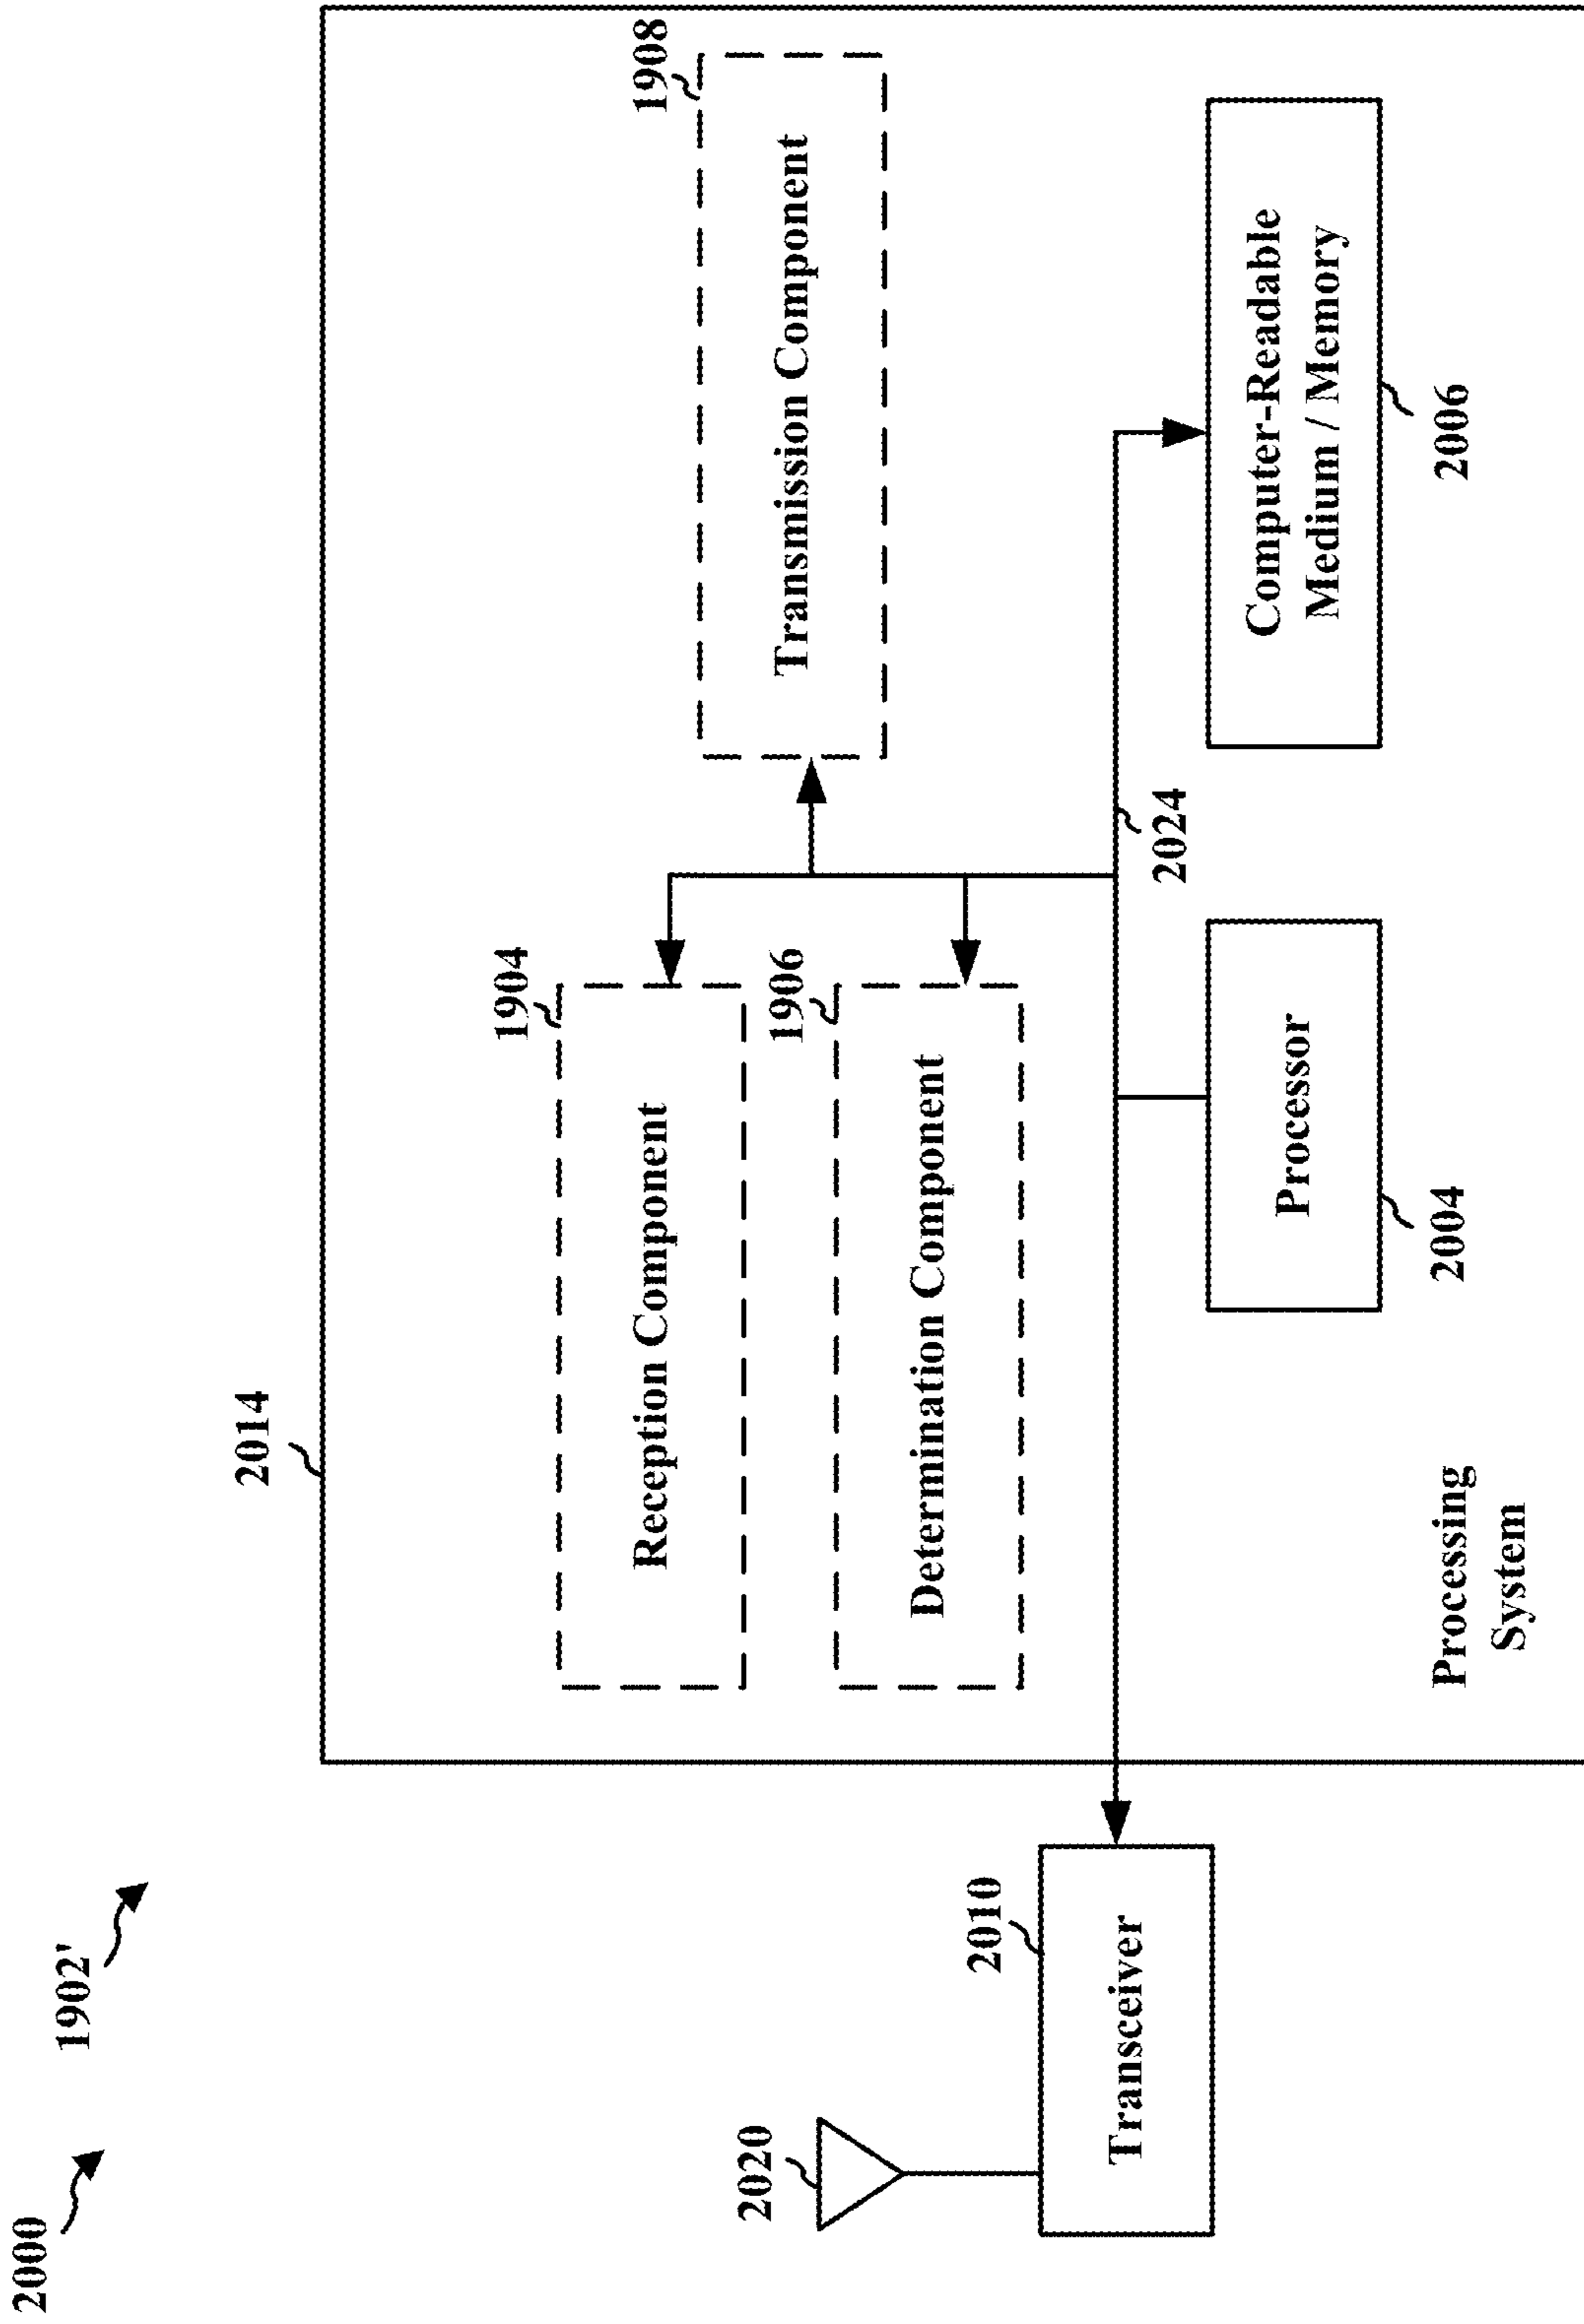 2000
1902'
2014
1904
Reception Component
1906
Determination Component
1908
Transmission Component
2020
2010
Transceiver
2024
Processor
2004
Computer-Readable
Medium / Memory
2006
Processing
System